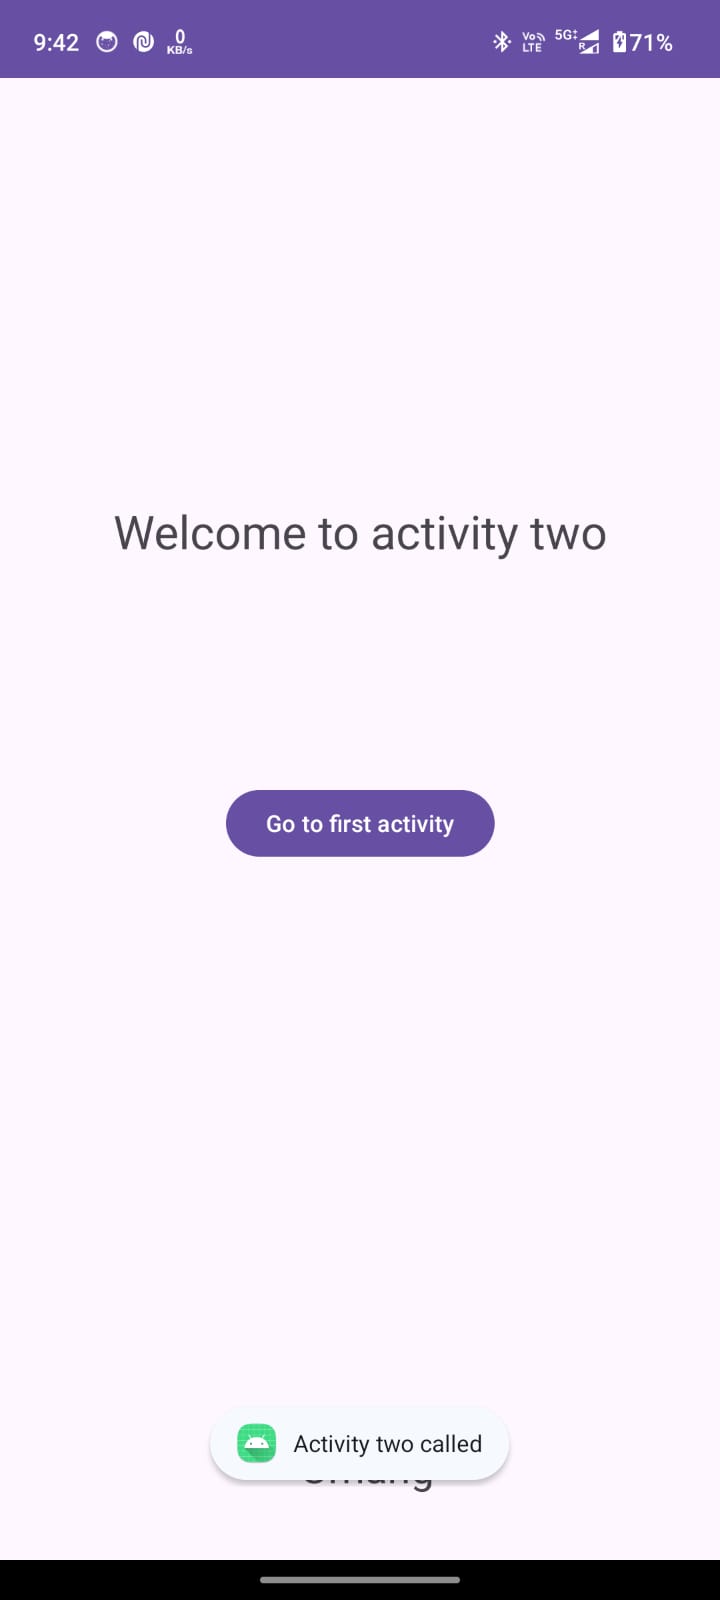 9:42 0 KB/s Vo LTE 5G 71%
Welcome to activity two
Go to first activity
Activity two called